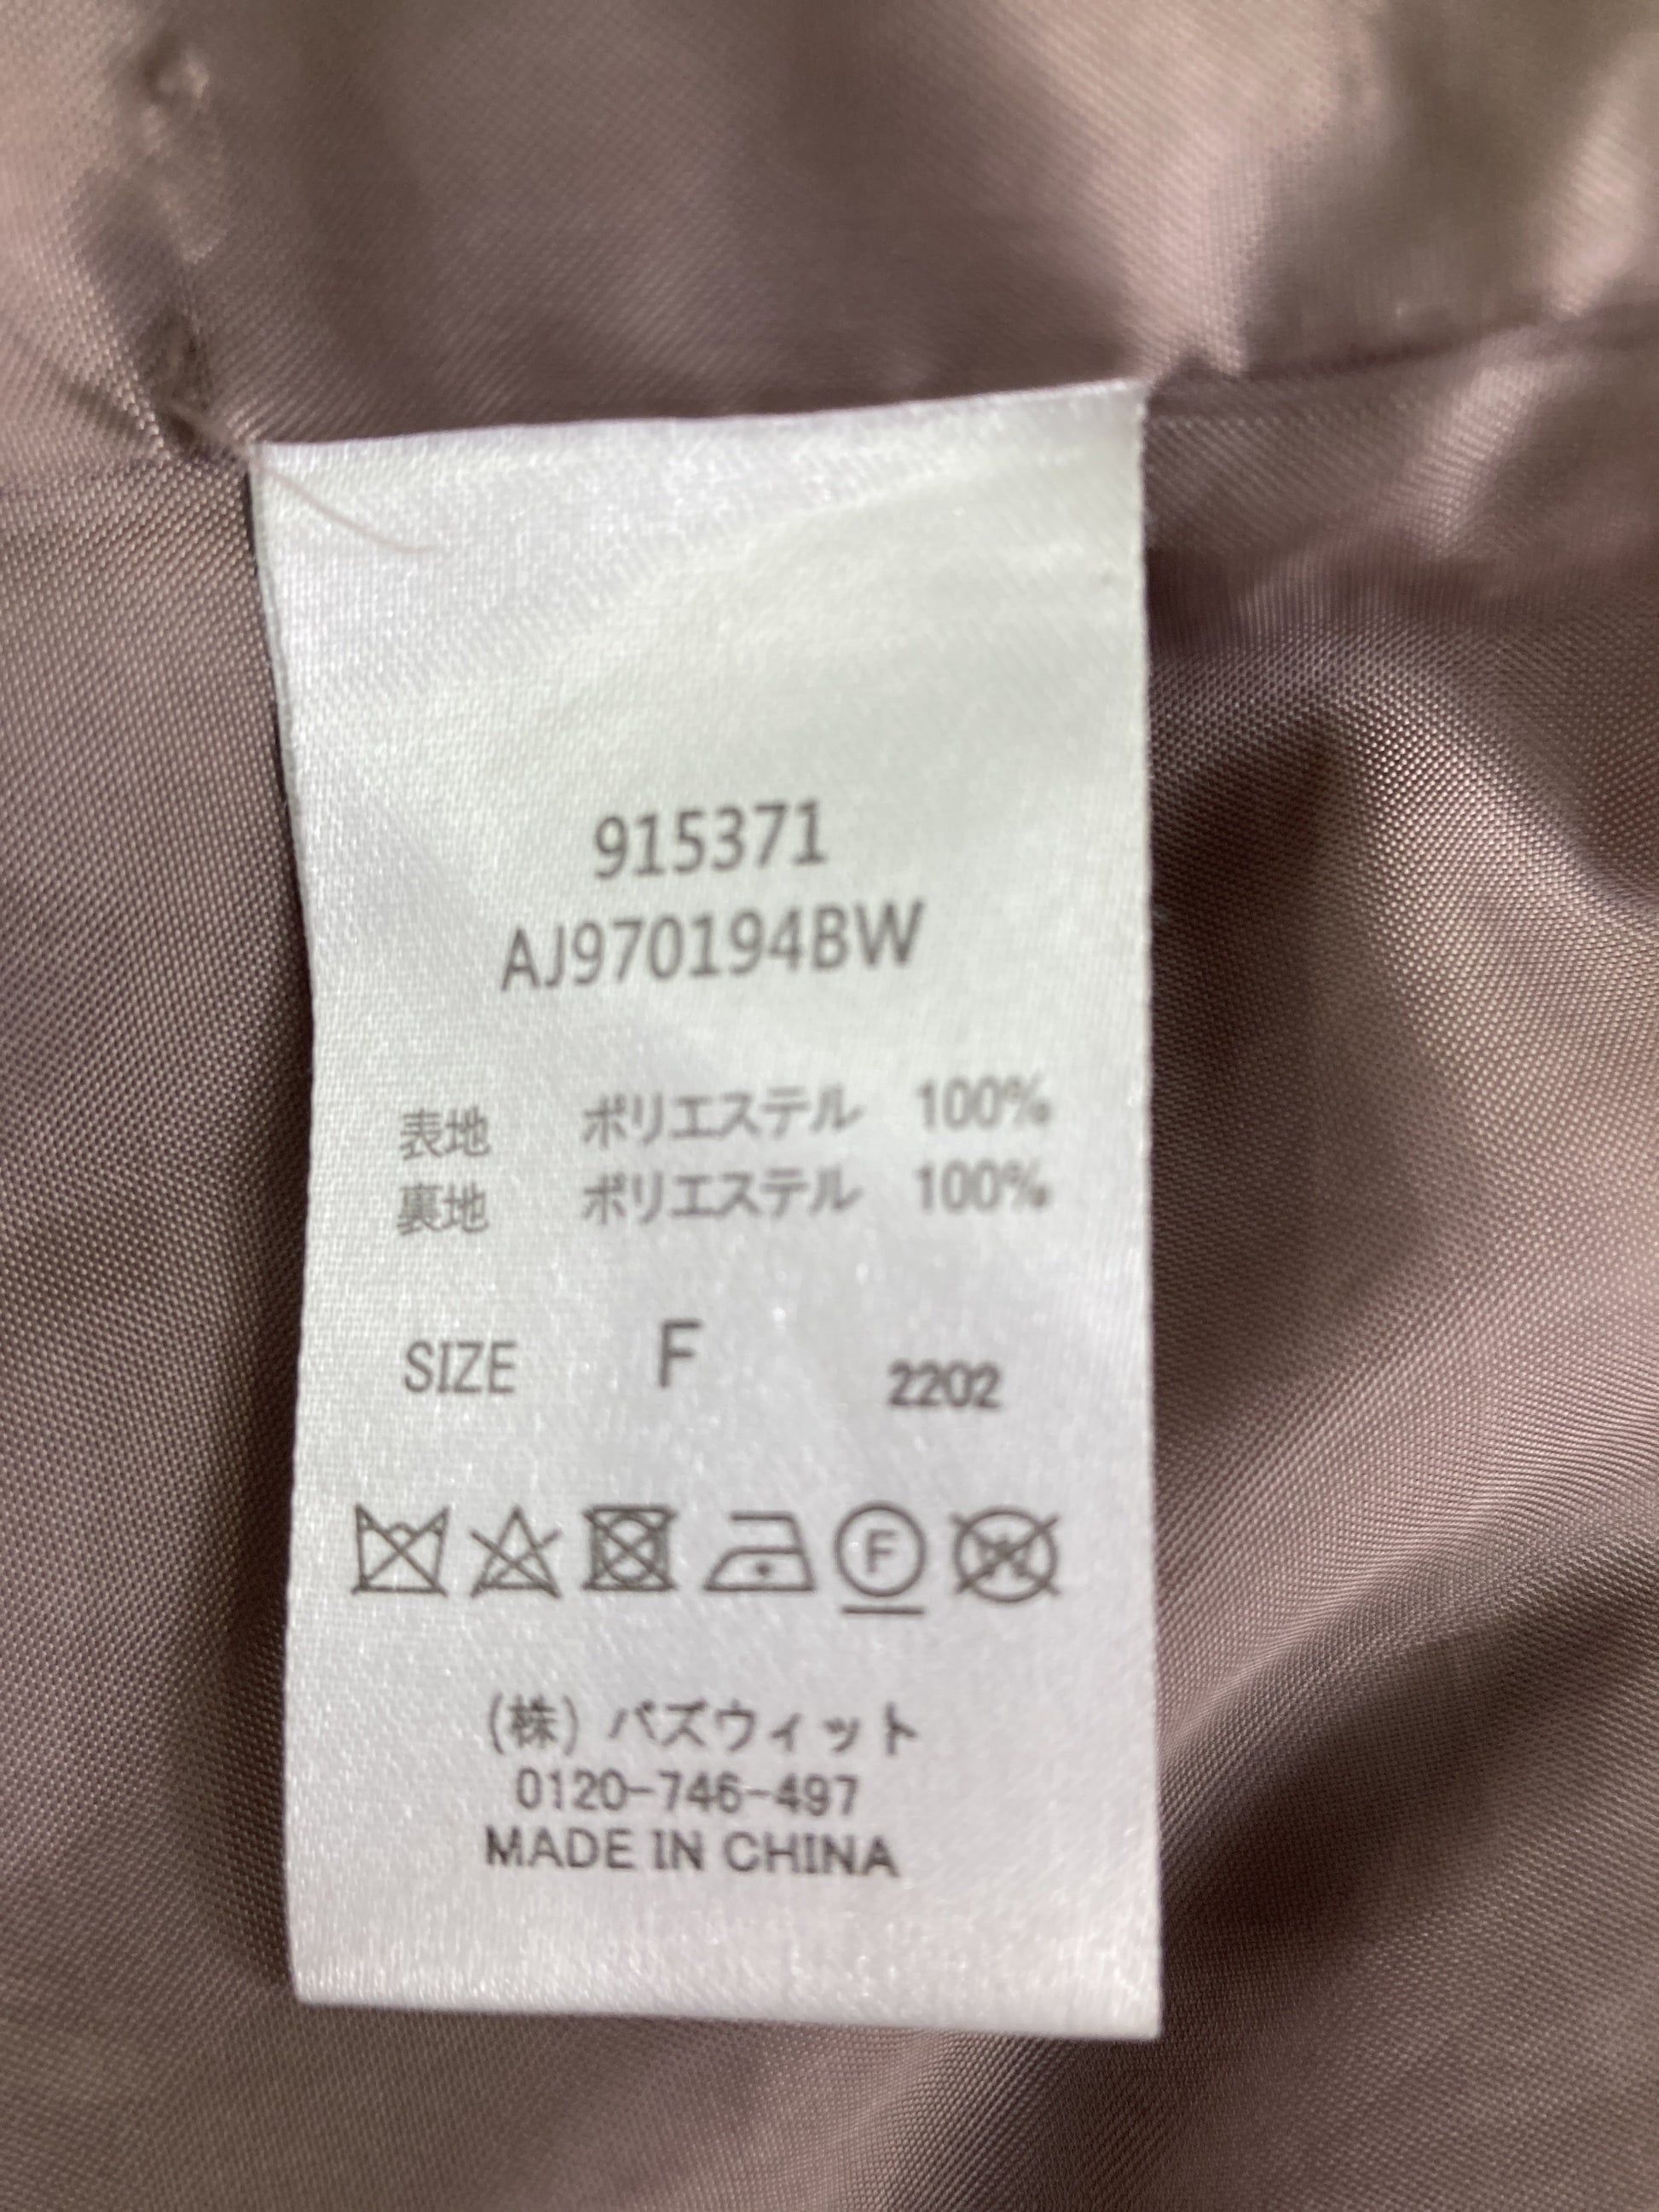 915371
AJ970194BW
表地 ポリエステル 100%
裏地 ポリエステル 100%
SIZE F 2202
F
(株) バズウィット
0120-746-497
MADE IN CHINA